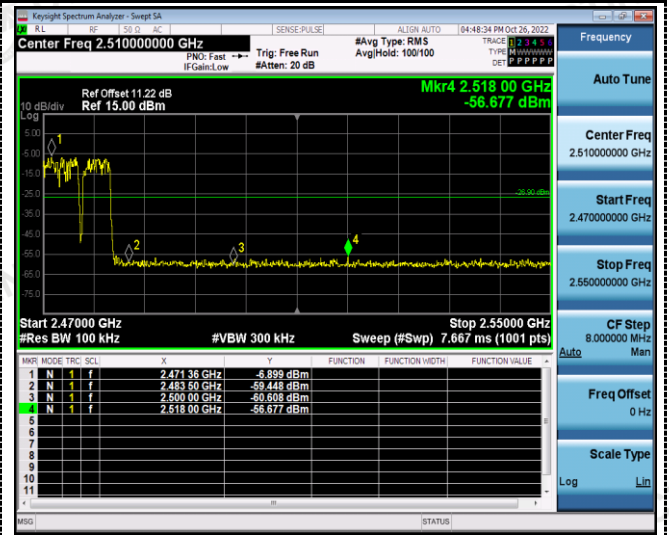 Keysight Spectrum Analyzer - Swept SA
RL RF 50 Ω AC SENSE:PULSE ALIGN AUTO 04:48:34 PM Oct 26, 2022
Center Freq 2.510000000 GHz
PNO: Fast
IFGain:Low
Trig: Free Run
#Atten: 20 dB
#Avg Type: RMS
Avg|Hold: 100/100
TRACE 1 2 3 4 5 6
TYPE M W W W W W
DET P P P P P P
Ref Offset 11.22 dB
10 dB/div Ref 15.00 dBm
Log
Mkr4 2.518 00 GHz
-56.677 dBm
5.00
-5.00
-15.0
-25.0
-35.0
-45.0
-55.0
-65.0
-75.0
1
2
3
4
-26.90 dBm
Start 2.47000 GHz Stop 2.55000 GHz
#Res BW 100 kHz #VBW 300 kHz Sweep (#Swp) 7.667 ms (1001 pts)
MKR MODE TRC SCL X Y FUNCTION FUNCTION WIDTH FUNCTION VALUE
1 N 1 f 2.471 36 GHz -6.899 dBm
2 N 1 f 2.483 50 GHz -59.448 dBm
3 N 1 f 2.500 00 GHz -60.608 dBm
4 N 1 f 2.518 00 GHz -56.677 dBm
5
6
7
8
9
10
11
MSG STATUS
Frequency
Auto Tune
Center Freq
2.510000000 GHz
Start Freq
2.470000000 GHz
Stop Freq
2.550000000 GHz
CF Step
8.000000 MHz
Auto Man
Freq Offset
0 Hz
Scale Type
Log Lin